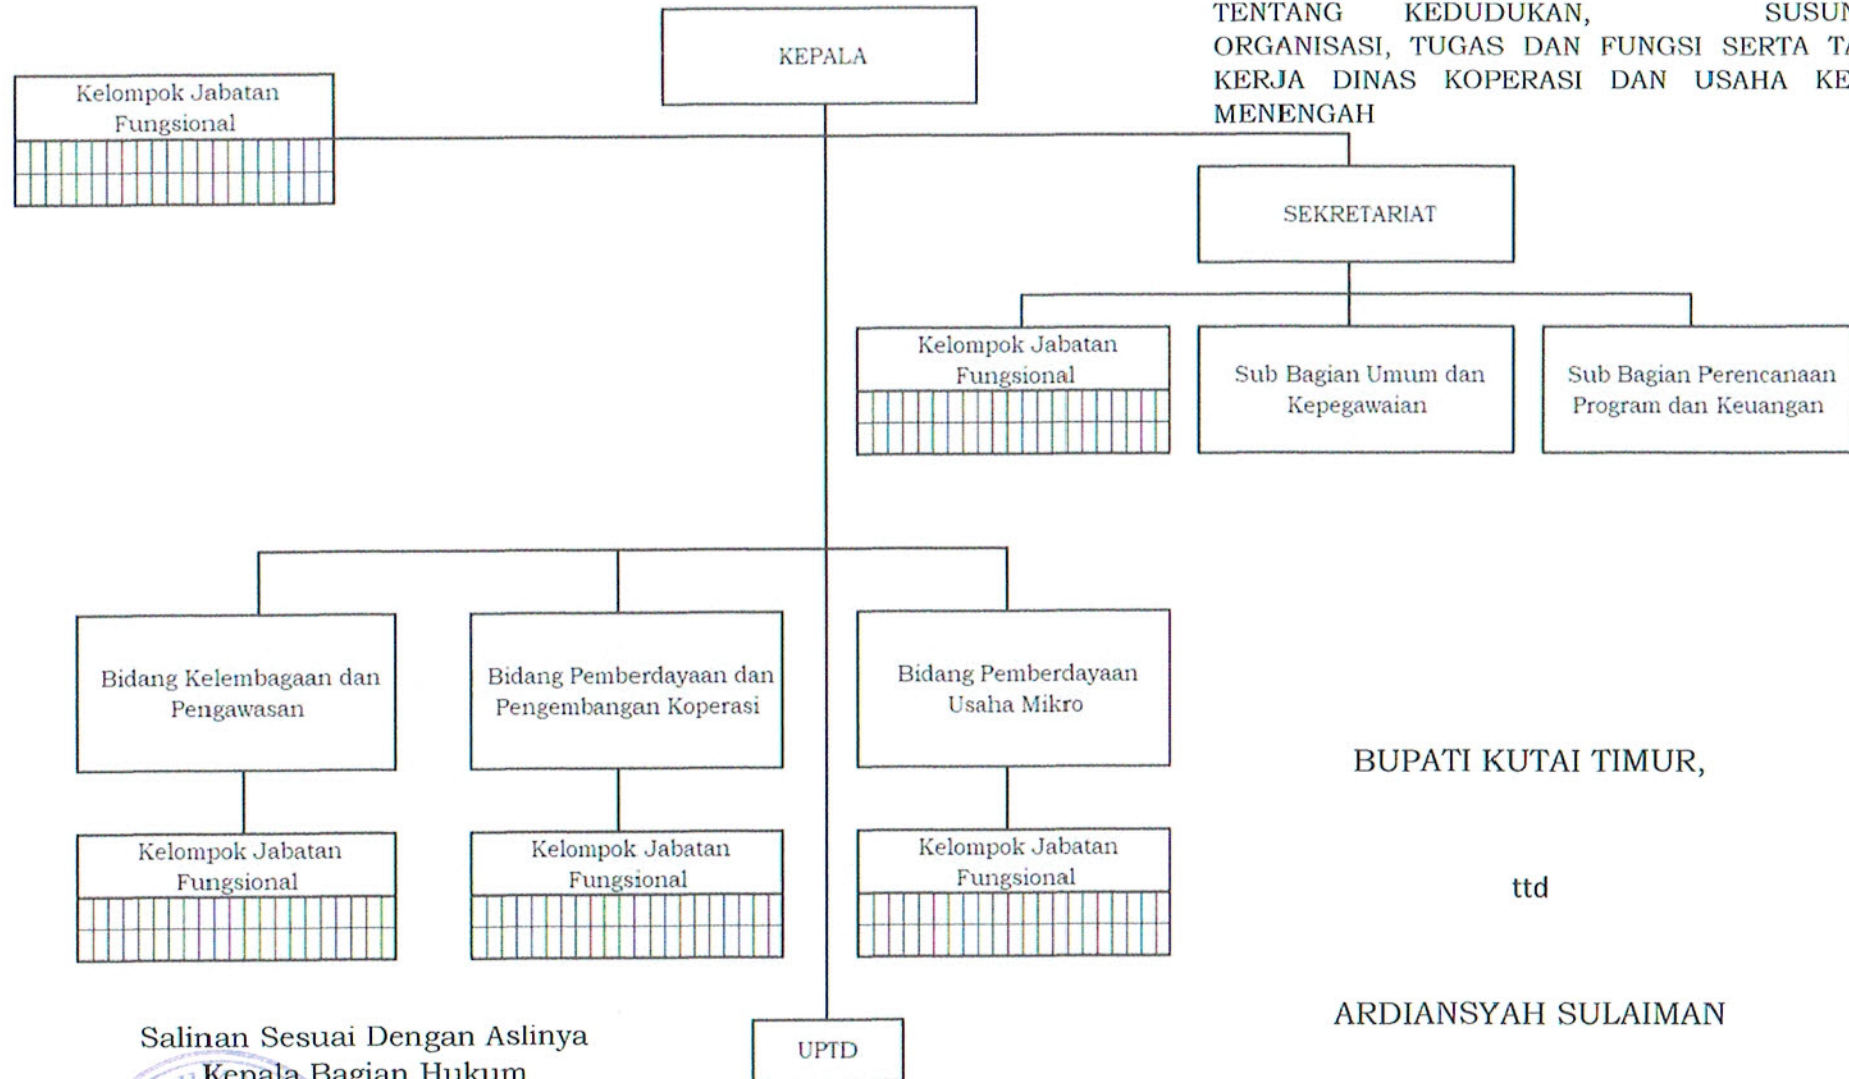 TENTANG KEDUDUKAN,
ORGANISASI, TUGAS DAN FUNGSI SERTA
KERJA DINAS KOPERASI DAN USAHA
MENENGAH
KEPALA
Kelompok Jabatan
Fungsional
SEKRETARIAT
Kelompok Jabatan
Fungsional
Sub Bagian Umum dan
Kepegawaian
Sub Bagian Perencanaan
Program dan Keuangan
Bidang Kelembagaan dan
Pengawasan
Bidang Pemberdayaan dan
Pengembangan Koperasi
Bidang Pemberdayaan
Usaha Mikro
Kelompok Jabatan
Fungsional
Kelompok Jabatan
Fungsional
Kelompok Jabatan
Fungsional
UPTD
BUPATI KUTAI TIMUR,
ttd
ARDIANSYAH SULAIMAN
Salinan Sesuai Dengan Aslinya
Kepala Bagian Hukum